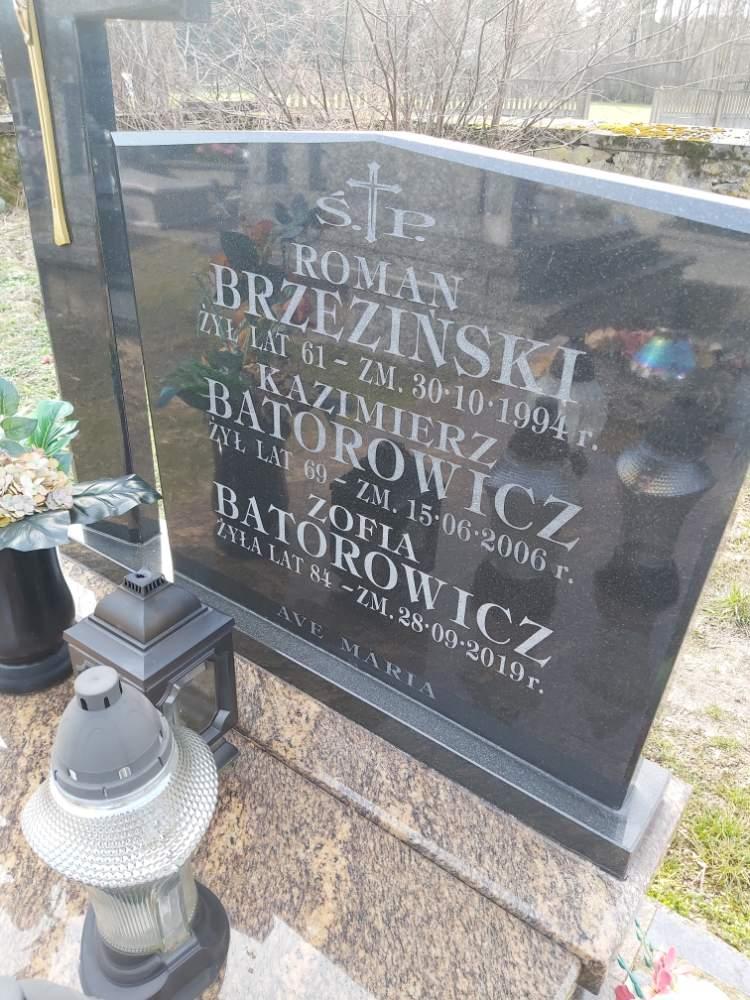 Ś. P.
ROMAN
BRZEZIŃSKI
ŻYŁ LAT 61 - ZM. 30·10·1994 r.
KAZIMIERZ
BATOROWICZ
ŻYŁ LAT 69 - ZM. 15·06·2006 r.
ZOFIA
BATOROWICZ
ŻYŁA LAT 84 - ZM. 28·09·2019 r.
AVE MARIA